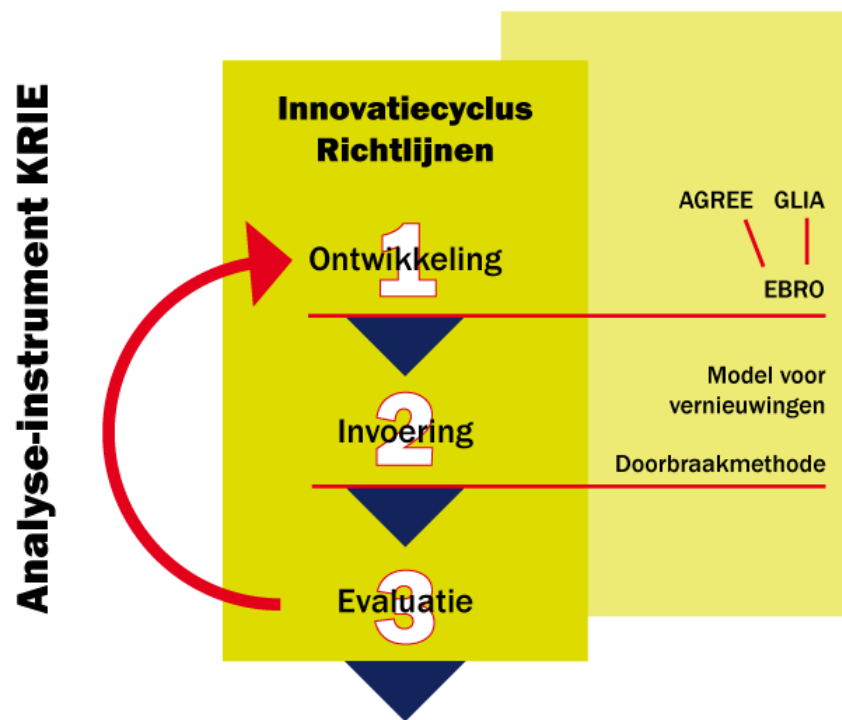 Analyse-instrument KRIE
Innovatiecyclus
Richtlijnen
1
Ontwikkeling
AGREE GLIA
EBRO
2
Invoering
Model voor
vernieuwingen
Doorbraakmethode
3
Evaluatie